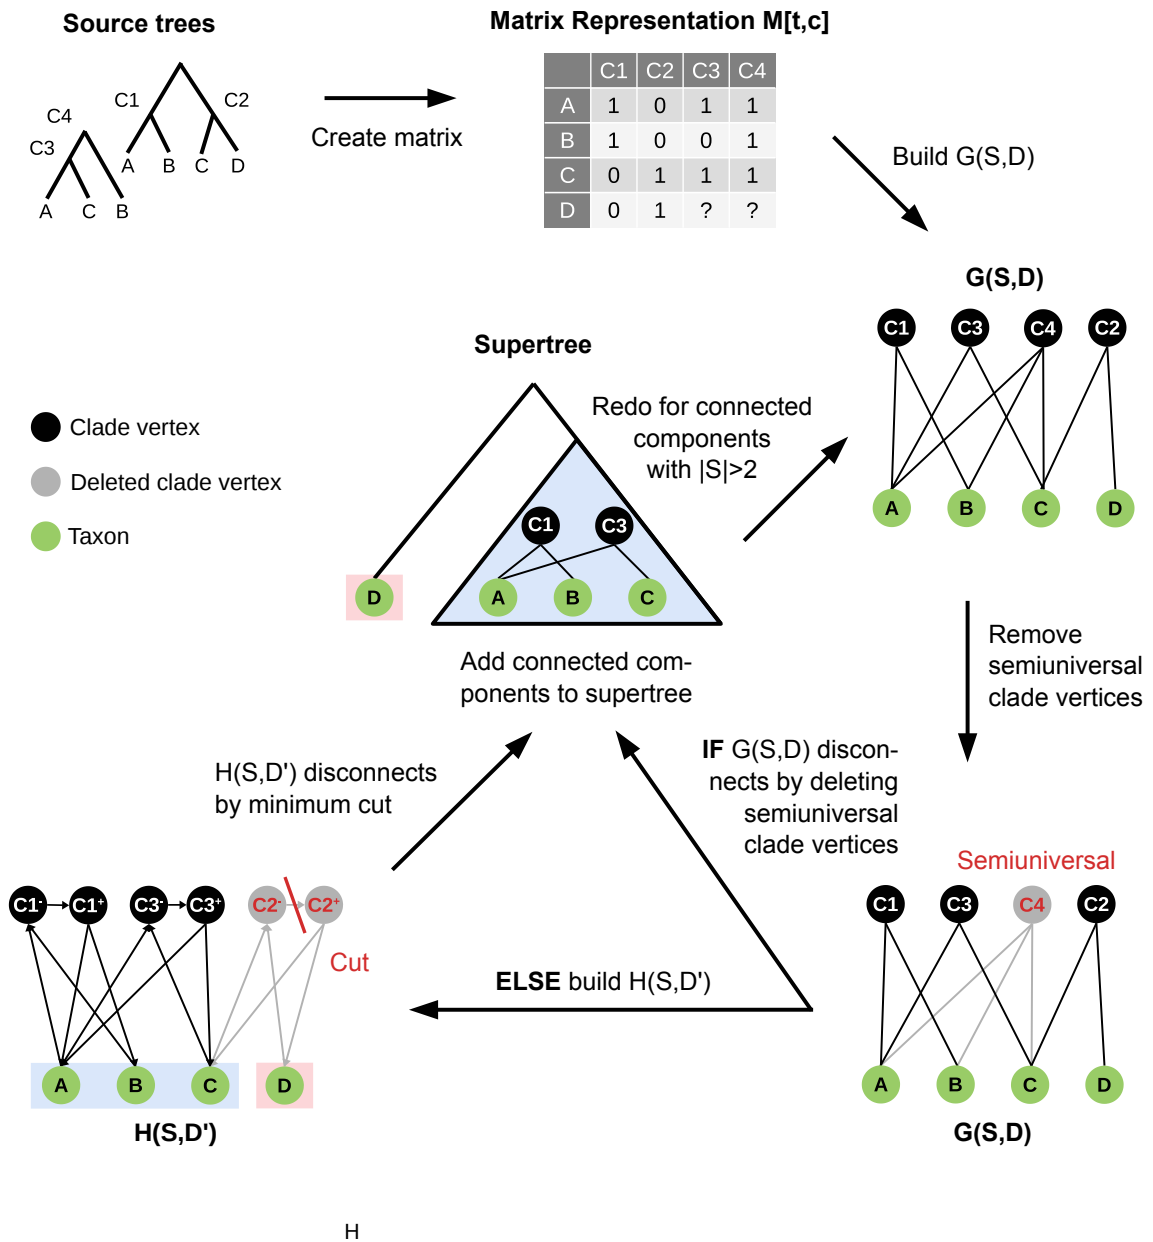 Source trees
Matrix Representation M[t,c]
C1 C2 C3 C4
A 1 0 1 1
B 1 0 0 1
C 0 1 1 1
D 0 1 ? ?
C1 C2
C4
C3
A B C D
A C B
Create matrix
Build G(S,D)
G(S,D)
C1 C3 C4 C2
A B C D
Supertree
Redo for connected
components
with |S|>2
Clade vertex
Deleted clade vertex
Taxon
C1 C3
D A B C
Add connected com-
ponents to supertree
Remove
semiuniversal
clade vertices
H(S,D') disconnects
by minimum cut
IF G(S,D) discon-
nects by deleting
semiuniversal
clade vertices
Semiuniversal
C1 C3 C4 C2
A B C D
G(S,D)
ELSE build H(S,D')
C1- C1+ C3- C3+ C2- C2+
Cut
A B C D
H(S,D')
H